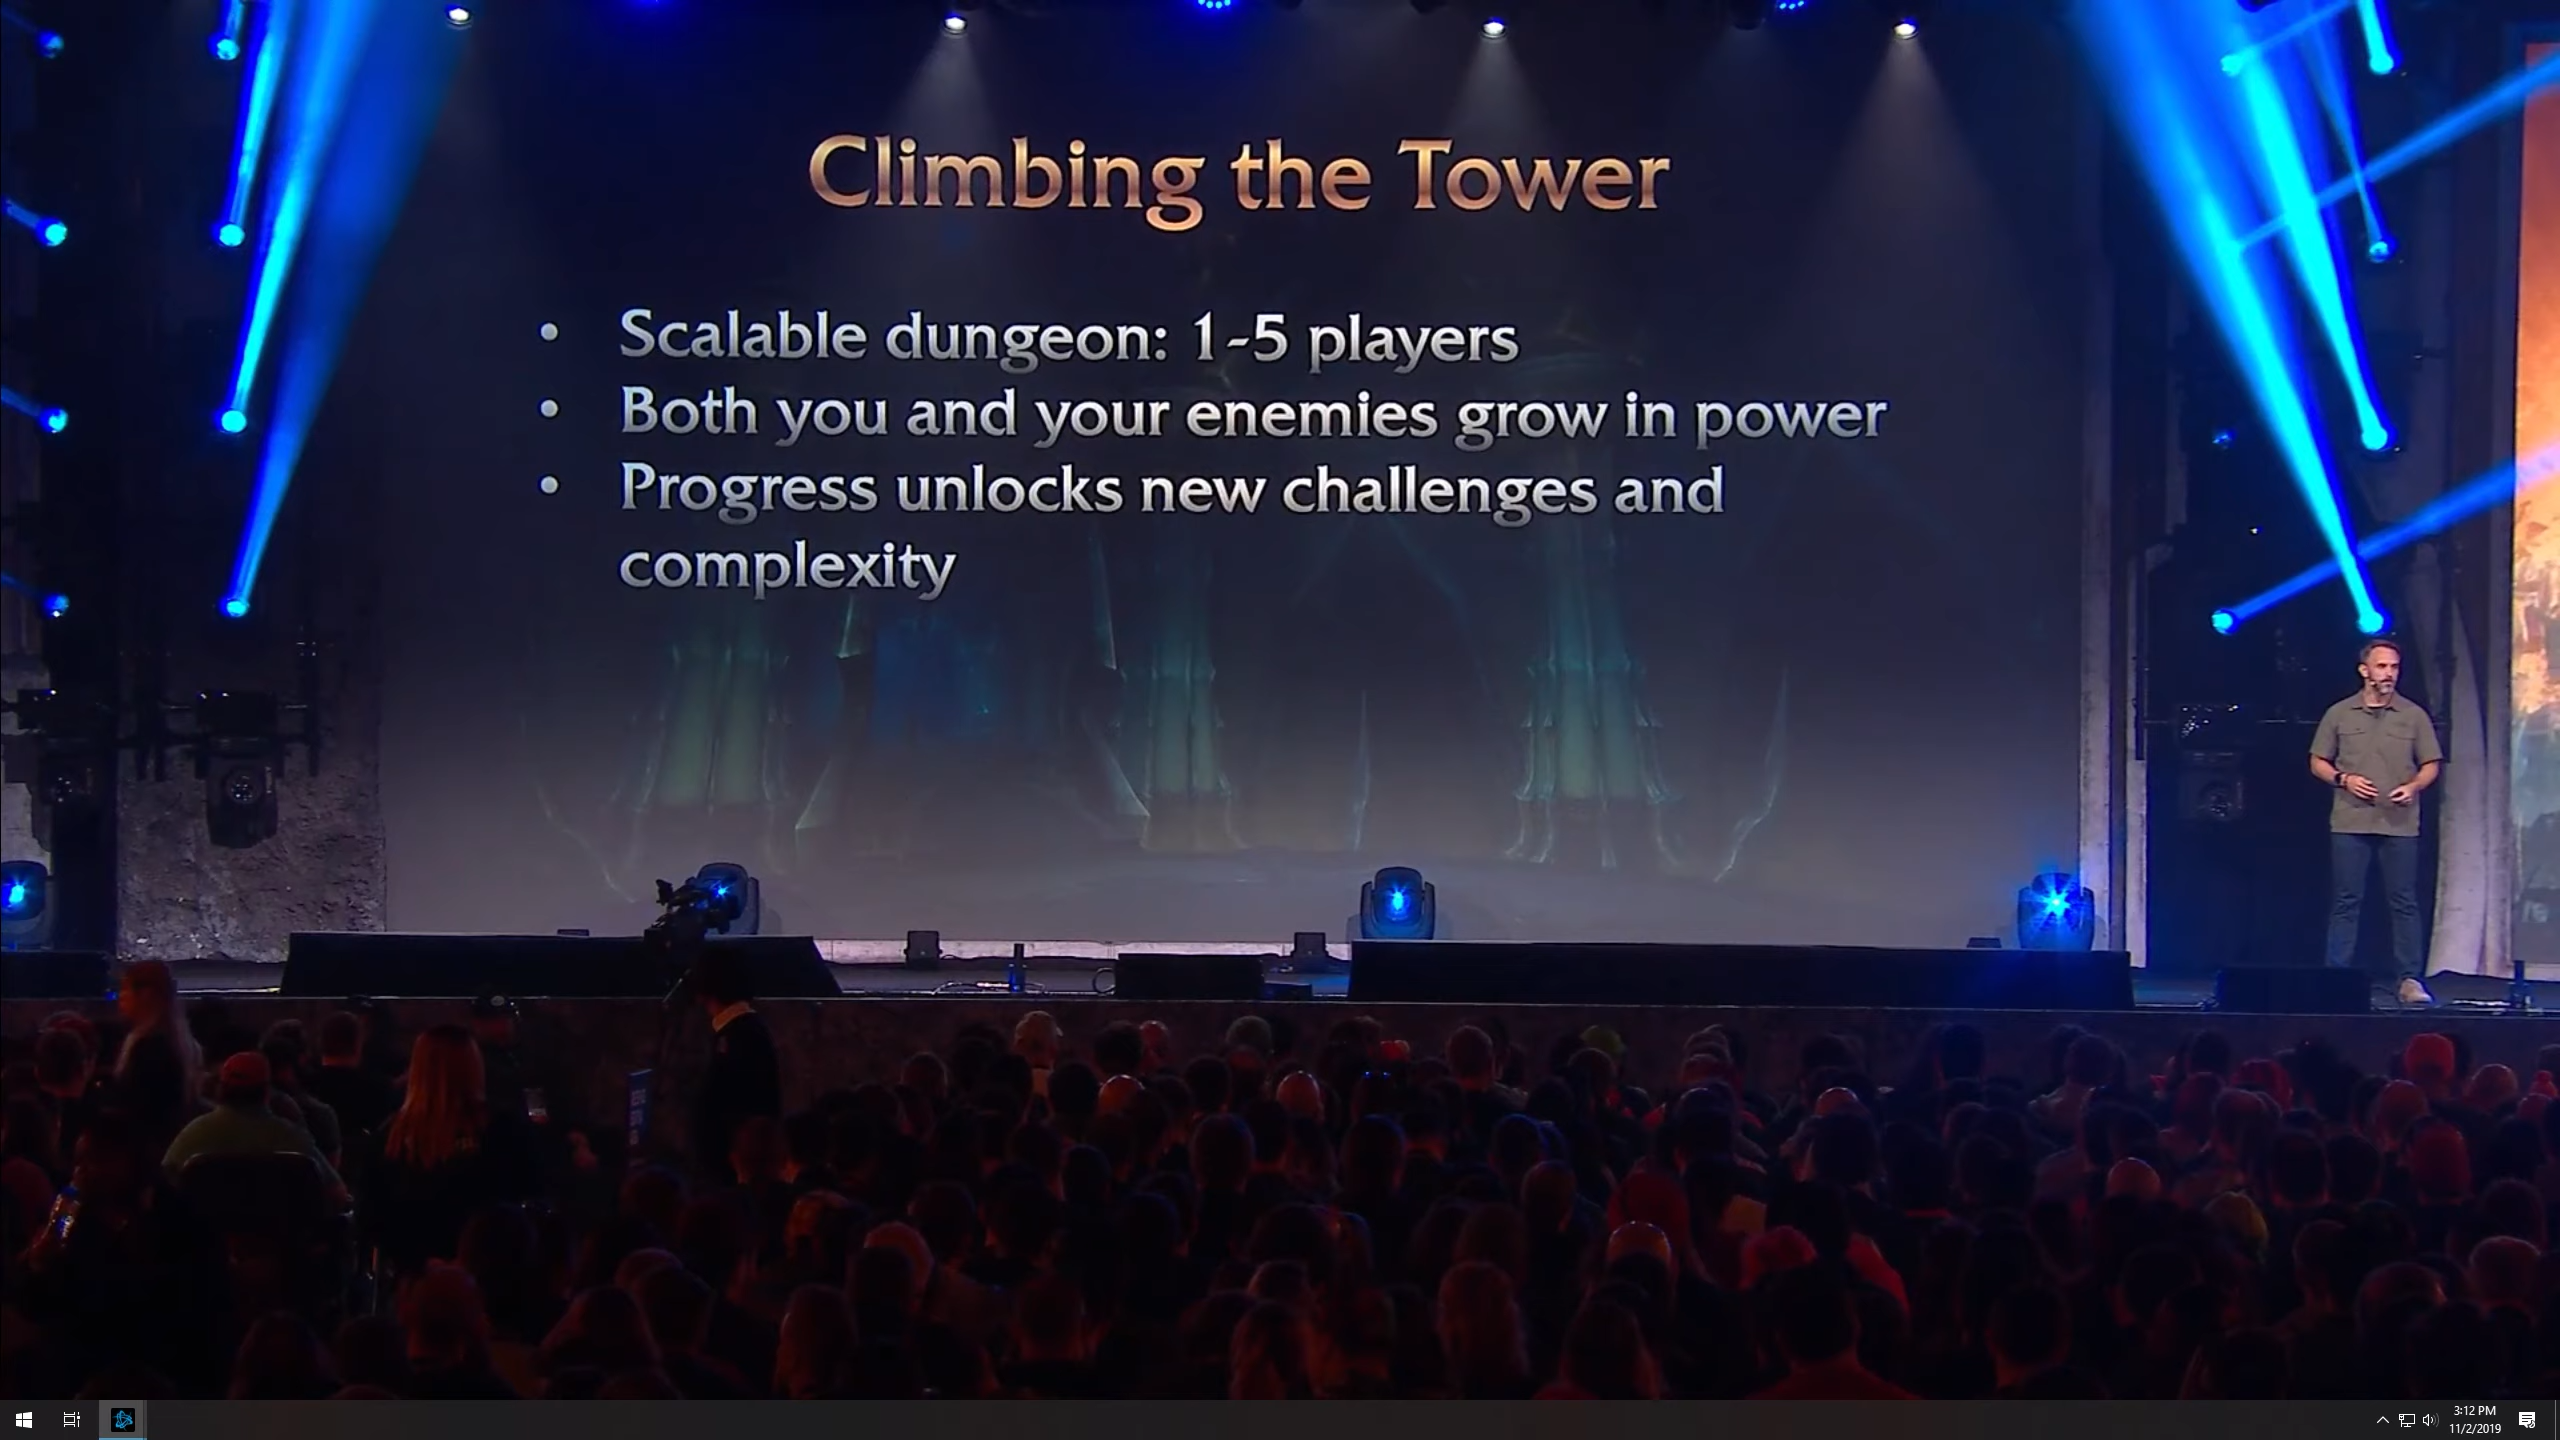 Climbing the Tower
• Scalable dungeon: 1-5 players
• Both you and your enemies grow in power
• Progress unlocks new challenges and
complexity
3:12 PM
11/2/2019